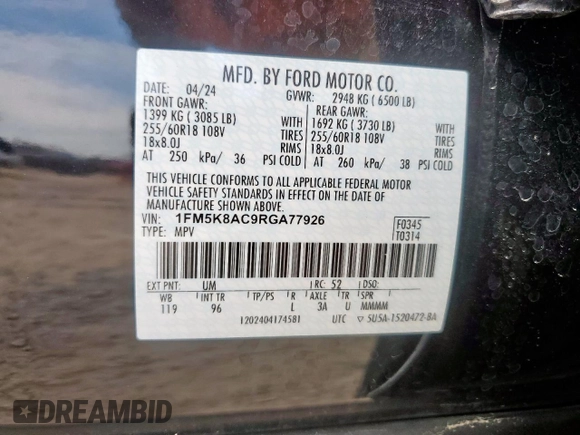 MFD. BY FORD MOTOR CO.
DATE: 04/24 GVWR: 2948 KG ( 6500 LB)
FRONT GAWR: REAR GAWR:
1399 KG ( 3085 LB) 1692 KG ( 3730 LB)
255/60R18 108V TIRES 255/60R18 108V TIRES
18x8.0J RIMS 18x8.0J RIMS
AT 250 kPa/ 36 PSI COLD AT 260 kPa/ 38 PSI COLD
THIS VEHICLE CONFORMS TO ALL APPLICABLE FEDERAL MOTOR
VEHICLE SAFETY STANDARDS IN EFFECT ON THE DATE OF
MANUFACTURE SHOWN ABOVE.
VIN: 1FM5K8AC9RGA77926 F0345
TYPE: MPV T0314
EXT PNT: UM RC: 52 DSO:
WB INT TR TP/PS R AXLE TR SPR
119 96 L 3A U MMMMM
1202404174581 UTC ▽ SU5A-1520472-BA
DREAMBID